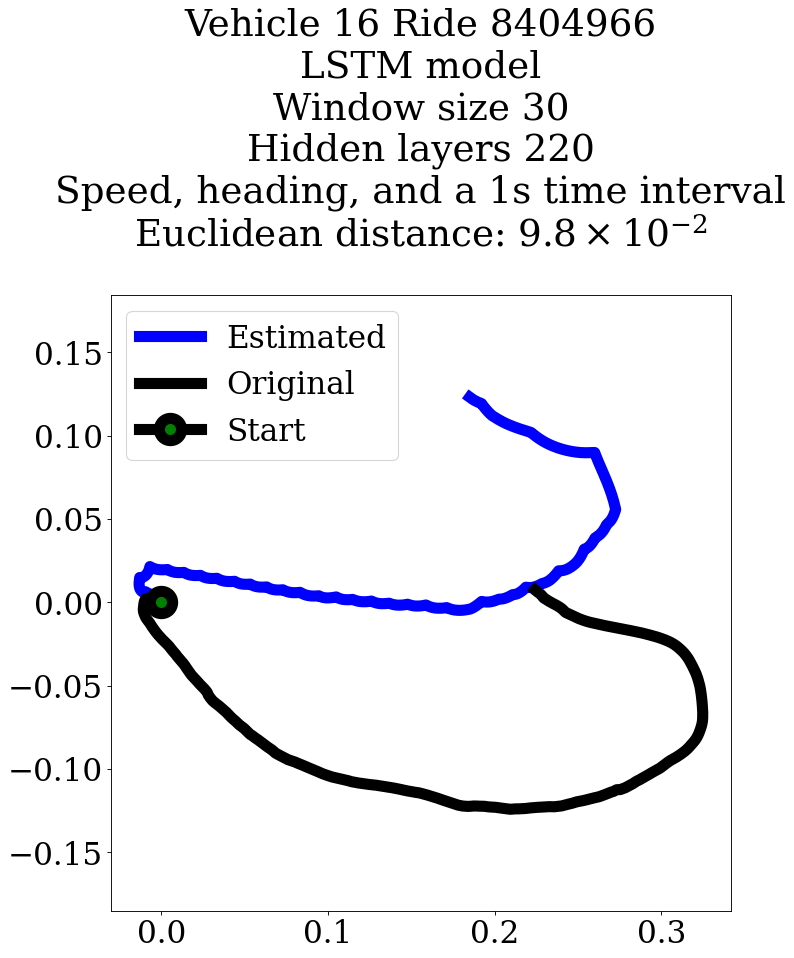 Vehicle 16 Ride 8404966
LSTM model
Window size 30
Hidden layers 220
Speed, heading, and a 1s time interval
Euclidean distance: 9.8 × 10⁻²
Estimated
Original
Start
0.15
0.10
0.05
0.00
−0.05
−0.10
−0.15
0.0 0.1 0.2 0.3